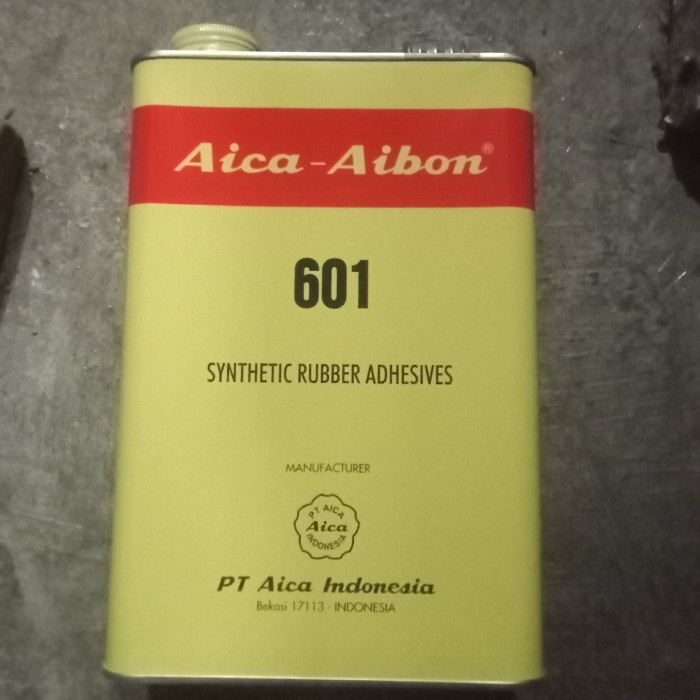 Aica-Aibon®
601
SYNTHETIC RUBBER ADHESIVES
MANUFACTURER
PT AICA
Aica
INDONESIA
PT Aica Indonesia
Bekasi 17113 - INDONESIA